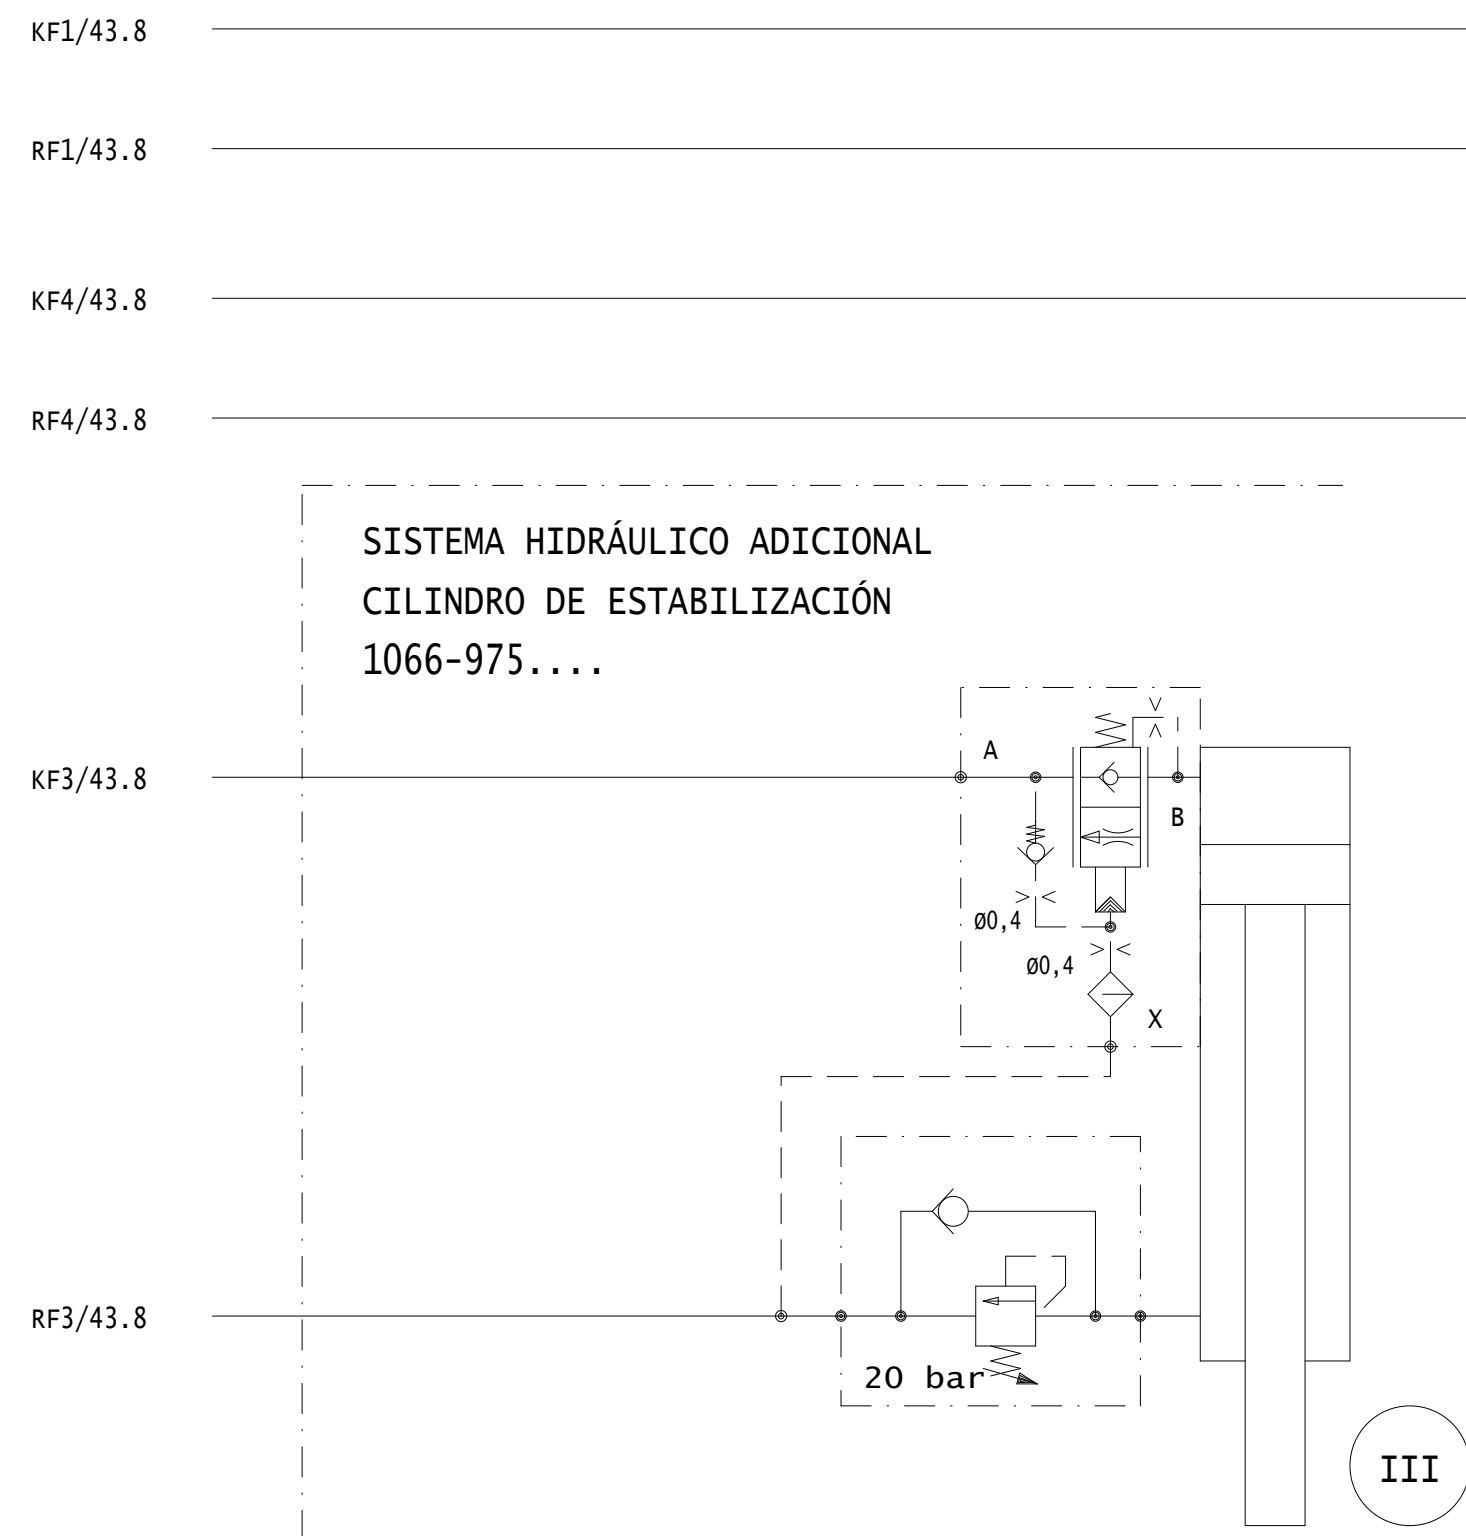 KF1/43.8
RF1/43.8
KF4/43.8
RF4/43.8
SISTEMA HIDRÁULICO ADICIONAL
CILINDRO DE ESTABILIZACIÓN
1066-975....
A
KF3/43.8
B
ø0,4
ø0,4
X
RF3/43.8
20 bar
III